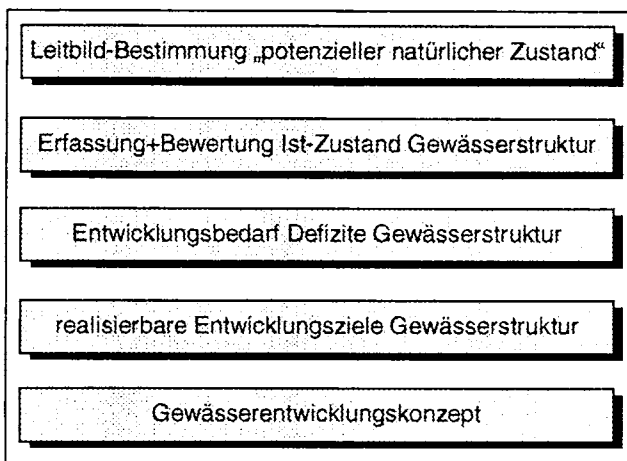 Leitbild-Bestimmung „potenzieller natürlicher Zustand“
Erfassung+Bewertung Ist-Zustand Gewässerstruktur
Entwicklungsbedarf Defizite Gewässerstruktur
realisierbare Entwicklungsziele Gewässerstruktur
Gewässerentwicklungskonzept